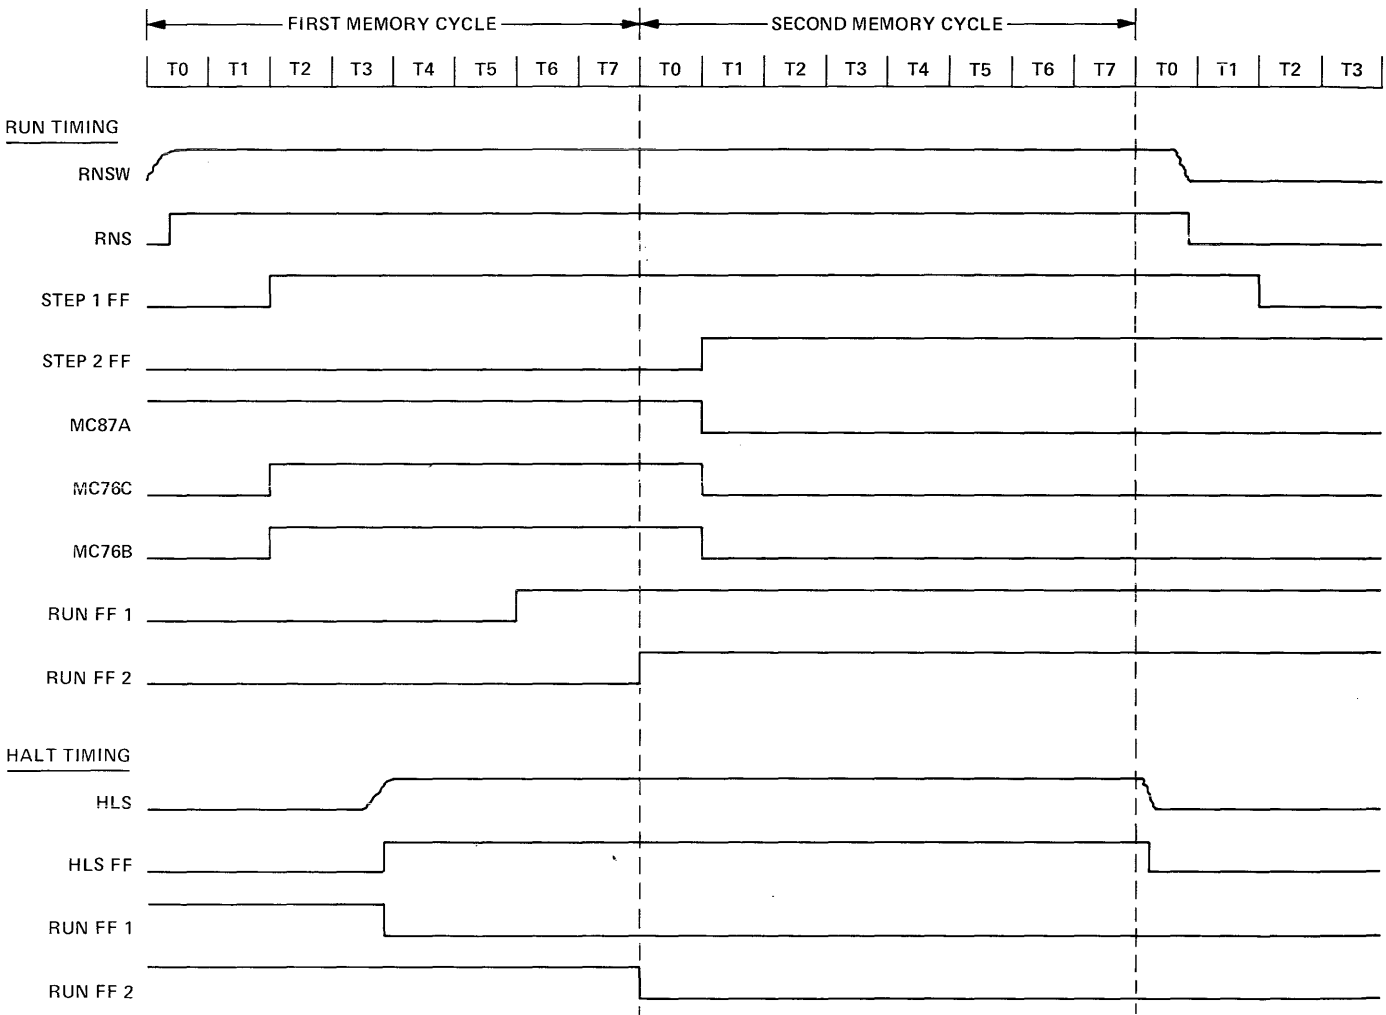 FIRST MEMORY CYCLE SECOND MEMORY CYCLE
T0 T1 T2 T3 T4 T5 T6 T7 T0 T1 T2 T3 T4 T5 T6 T7 T0 T1 T2 T3
RUN TIMING
RNSW
RNS
STEP 1 FF
STEP 2 FF
MC87A
MC76C
MC76B
RUN FF 1
RUN FF 2
HALT TIMING
HLS
HLS FF
RUN FF 1
RUN FF 2